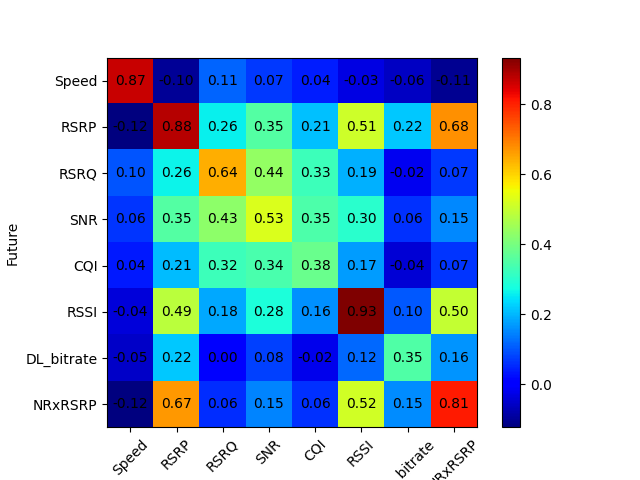 Speed 0.87 -0.10 0.11 0.07 0.04 -0.03 -0.06 -0.11
RSRP -0.12 0.88 0.26 0.35 0.21 0.51 0.22 0.68
RSRQ 0.10 0.26 0.64 0.44 0.33 0.19 -0.02 0.07
SNR 0.06 0.35 0.43 0.53 0.35 0.30 0.06 0.15
CQI 0.04 0.21 0.32 0.34 0.38 0.17 -0.04 0.07
RSSI -0.04 0.49 0.18 0.28 0.16 0.93 0.10 0.50
DL_bitrate -0.05 0.22 0.00 0.08 -0.02 0.12 0.35 0.16
NRxRSRP -0.12 0.67 0.06 0.15 0.06 0.52 0.15 0.81
Future
Speed RSRP RSRQ SNR CQI RSSI bitrate RxRSRP
0.8
0.6
0.4
0.2
0.0